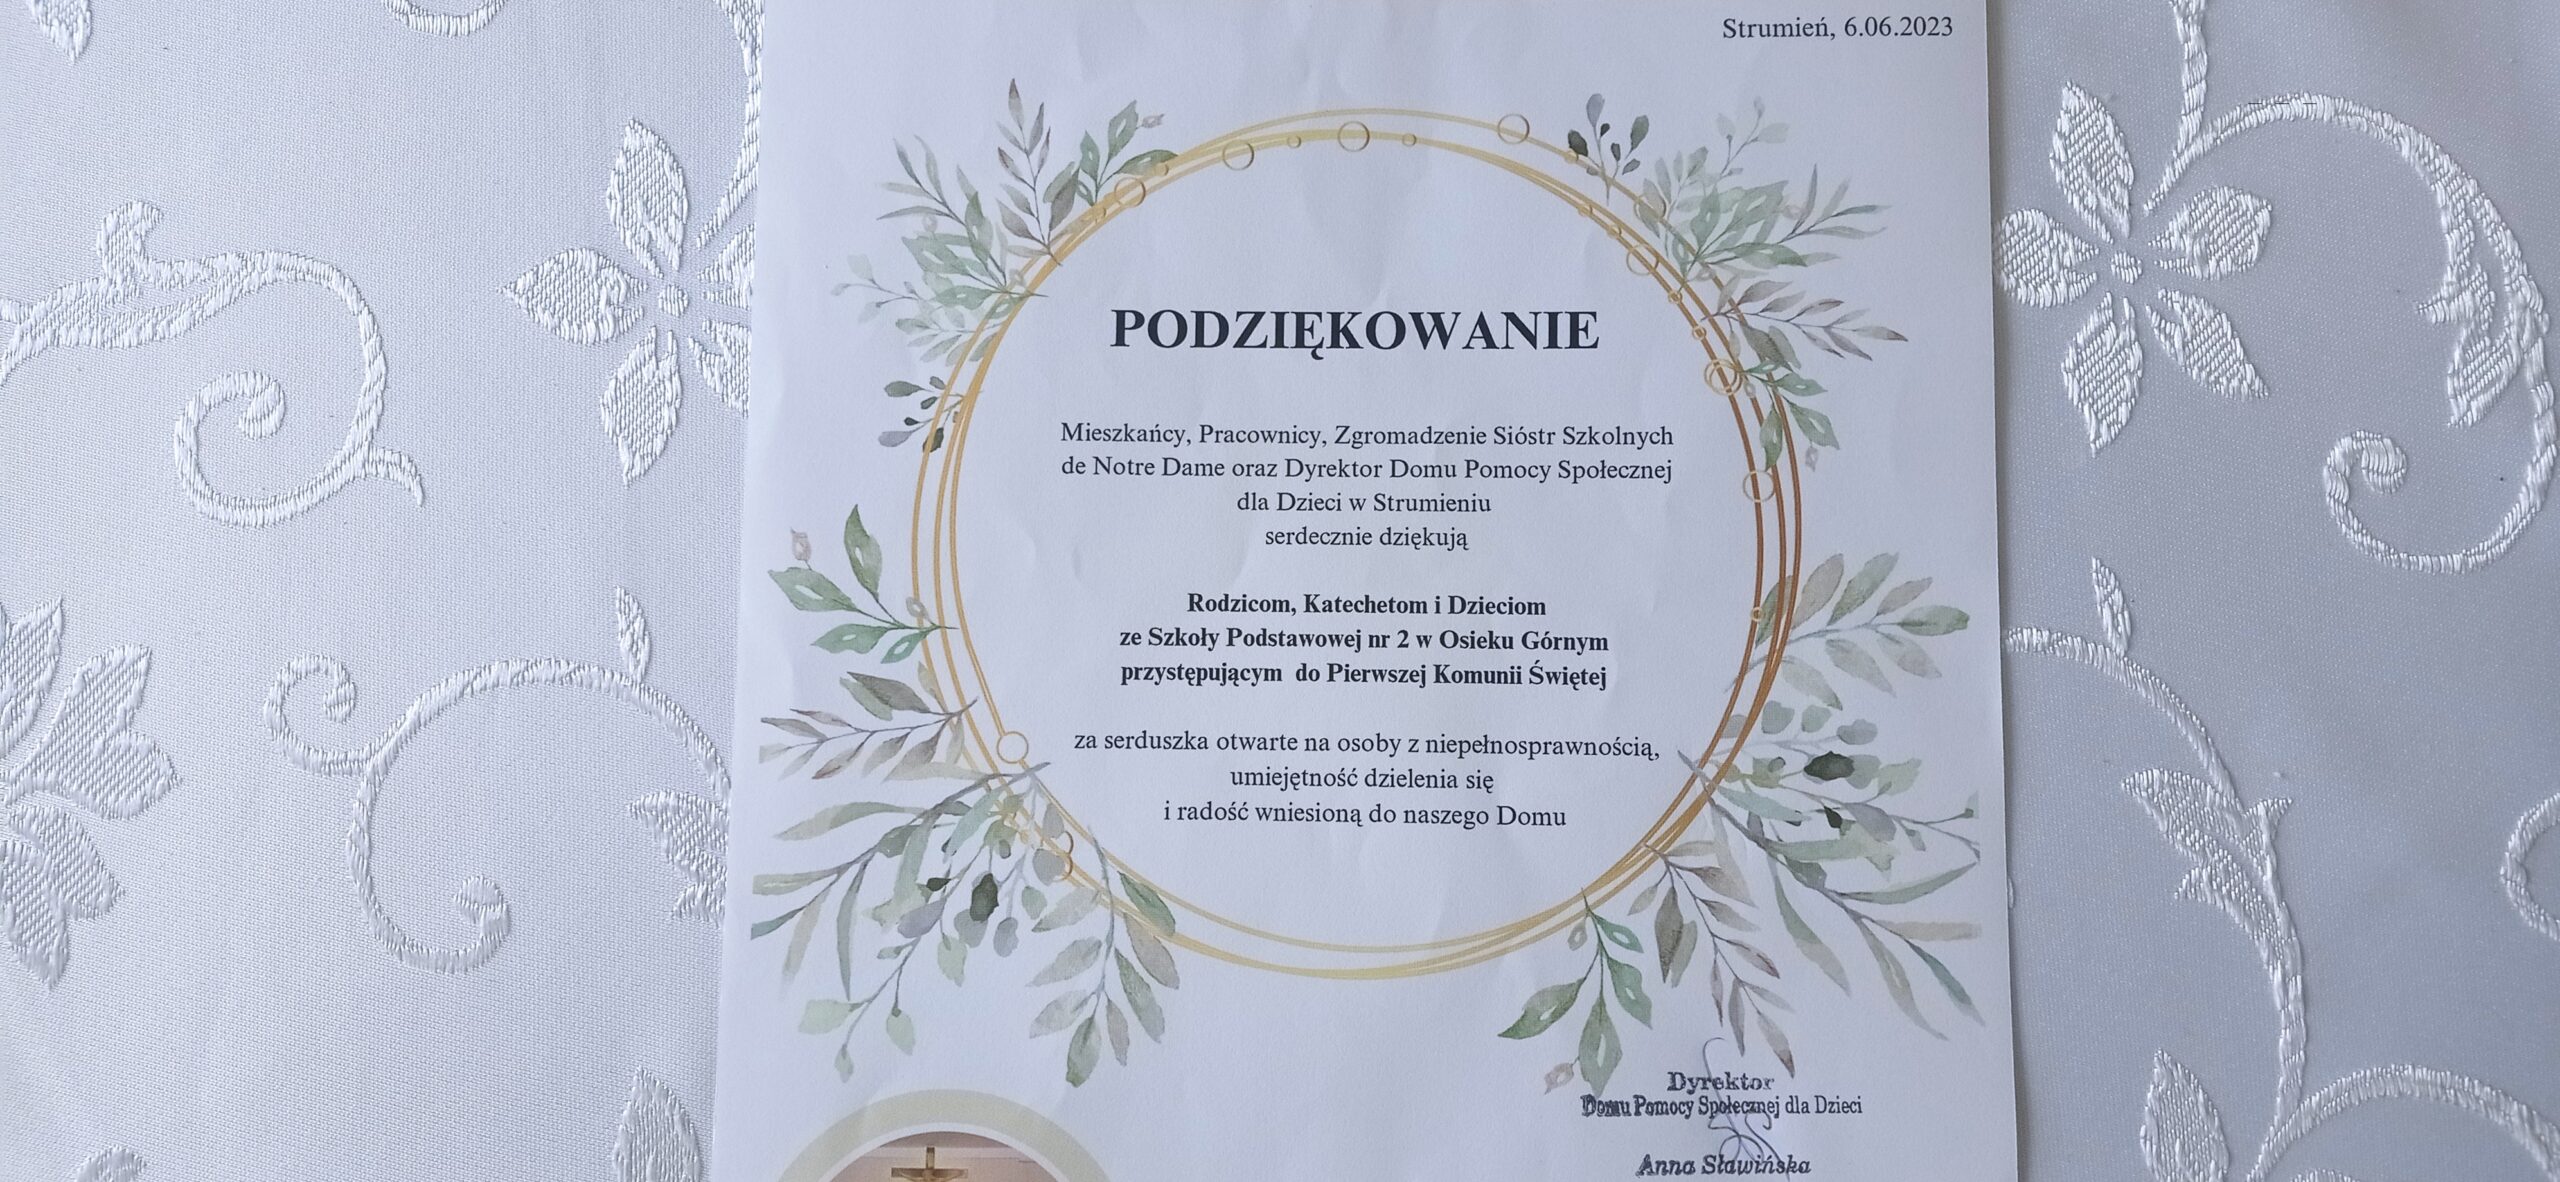 Strumień, 6.06.2023
PODZIĘKOWANIE
Mieszkańcy, Pracownicy, Zgromadzenie Sióstr Szkolnych
de Notre Dame oraz Dyrektor Domu Pomocy Społecznej
dla Dzieci w Strumieniu
serdecznie dziękują
Rodzicom, Katechetom i Dzieciom
ze Szkoły Podstawowej nr 2 w Osieku Górnym
przystępującym do Pierwszej Komunii Świętej
za serduszka otwarte na osoby z niepełnosprawnością,
umiejętność dzielenia się
i radość wniesioną do naszego Domu
Dyrektor
Domu Pomocy Społecznej dla Dzieci
Anna Sławińska